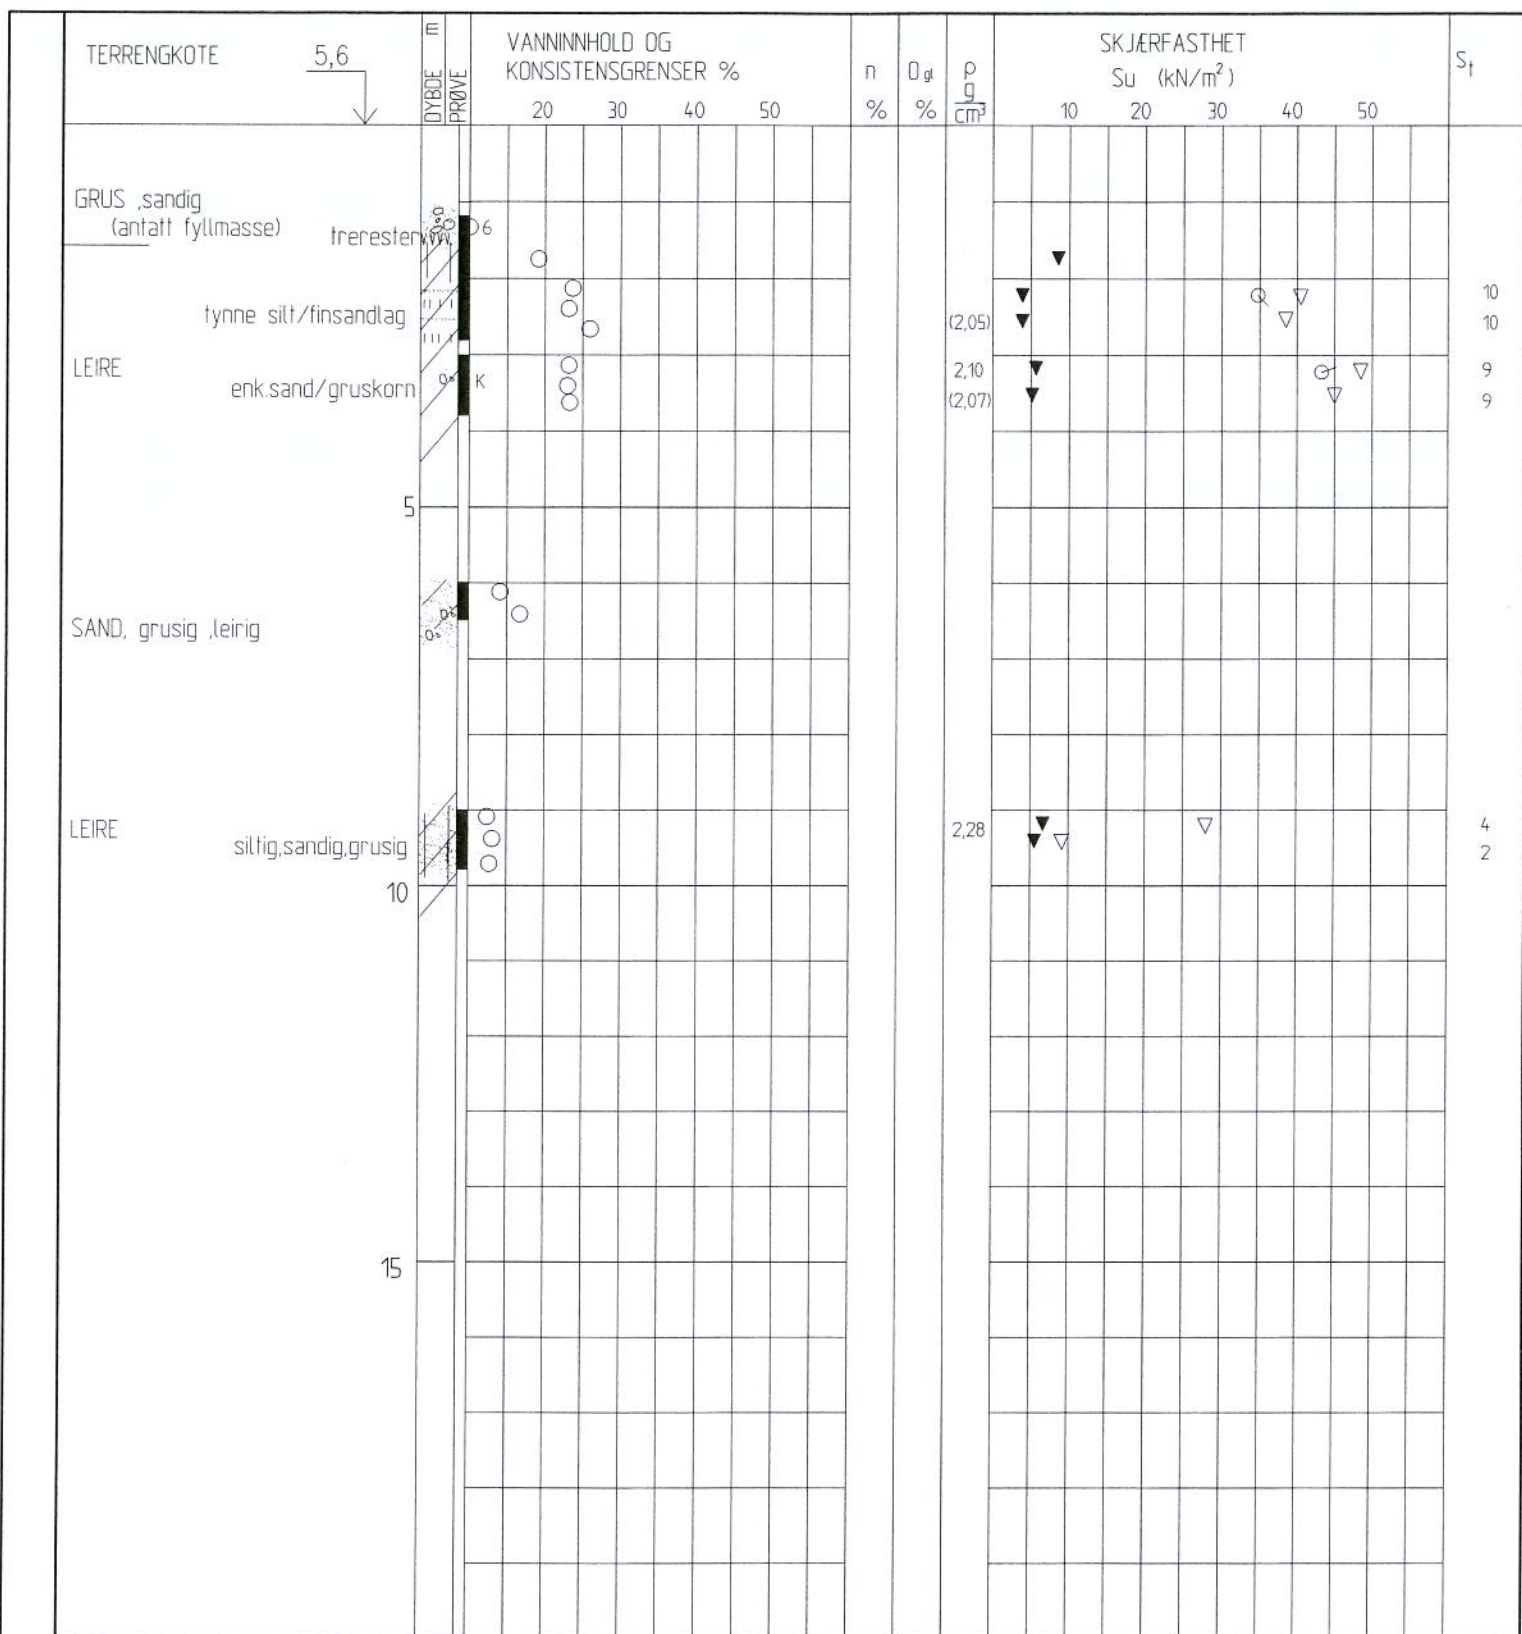 TERRENGKOTE 5,6
DYBDE m
PRØVE
VANNINNHOLD OG
KONSISTENSGRENSER %
20 30 40 50
n
%
O gl
%
ρ
g
cm³
SKJÆRFASTHET
Su (kN/m²)
10 20 30 40 50
St
GRUS ,sandig
(antatt fyllmasse)
trerester
6
10
tynne silt/finsandlag
(2,05)
10
LEIRE
2,10
9
enk.sand/gruskorn
K
(2,07)
9
5
SAND, grusig ,leirig
LEIRE
2,28
4
siltig,sandig,grusig
2
10
15